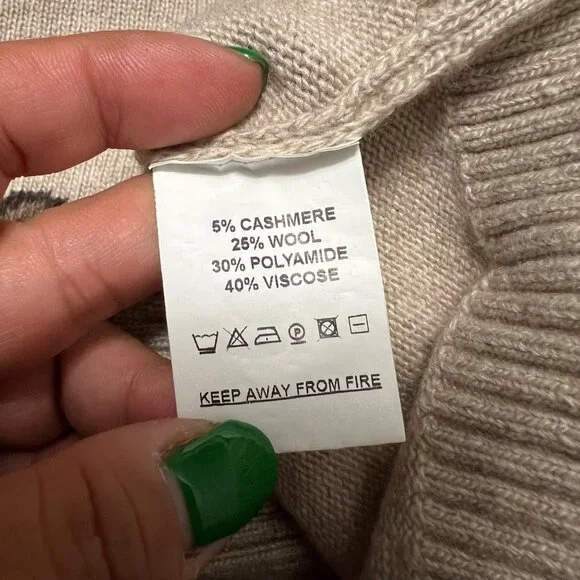 5% CASHMERE
25% WOOL
30% POLYAMIDE
40% VISCOSE
KEEP AWAY FROM FIRE